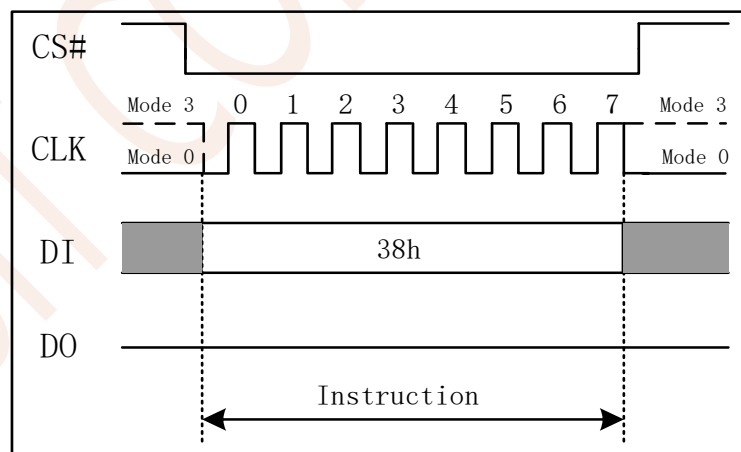 CS#
Mode 3 0 1 2 3 4 5 6 7 Mode 3
CLK
Mode 0 Mode 0
DI 38h
DO
Instruction